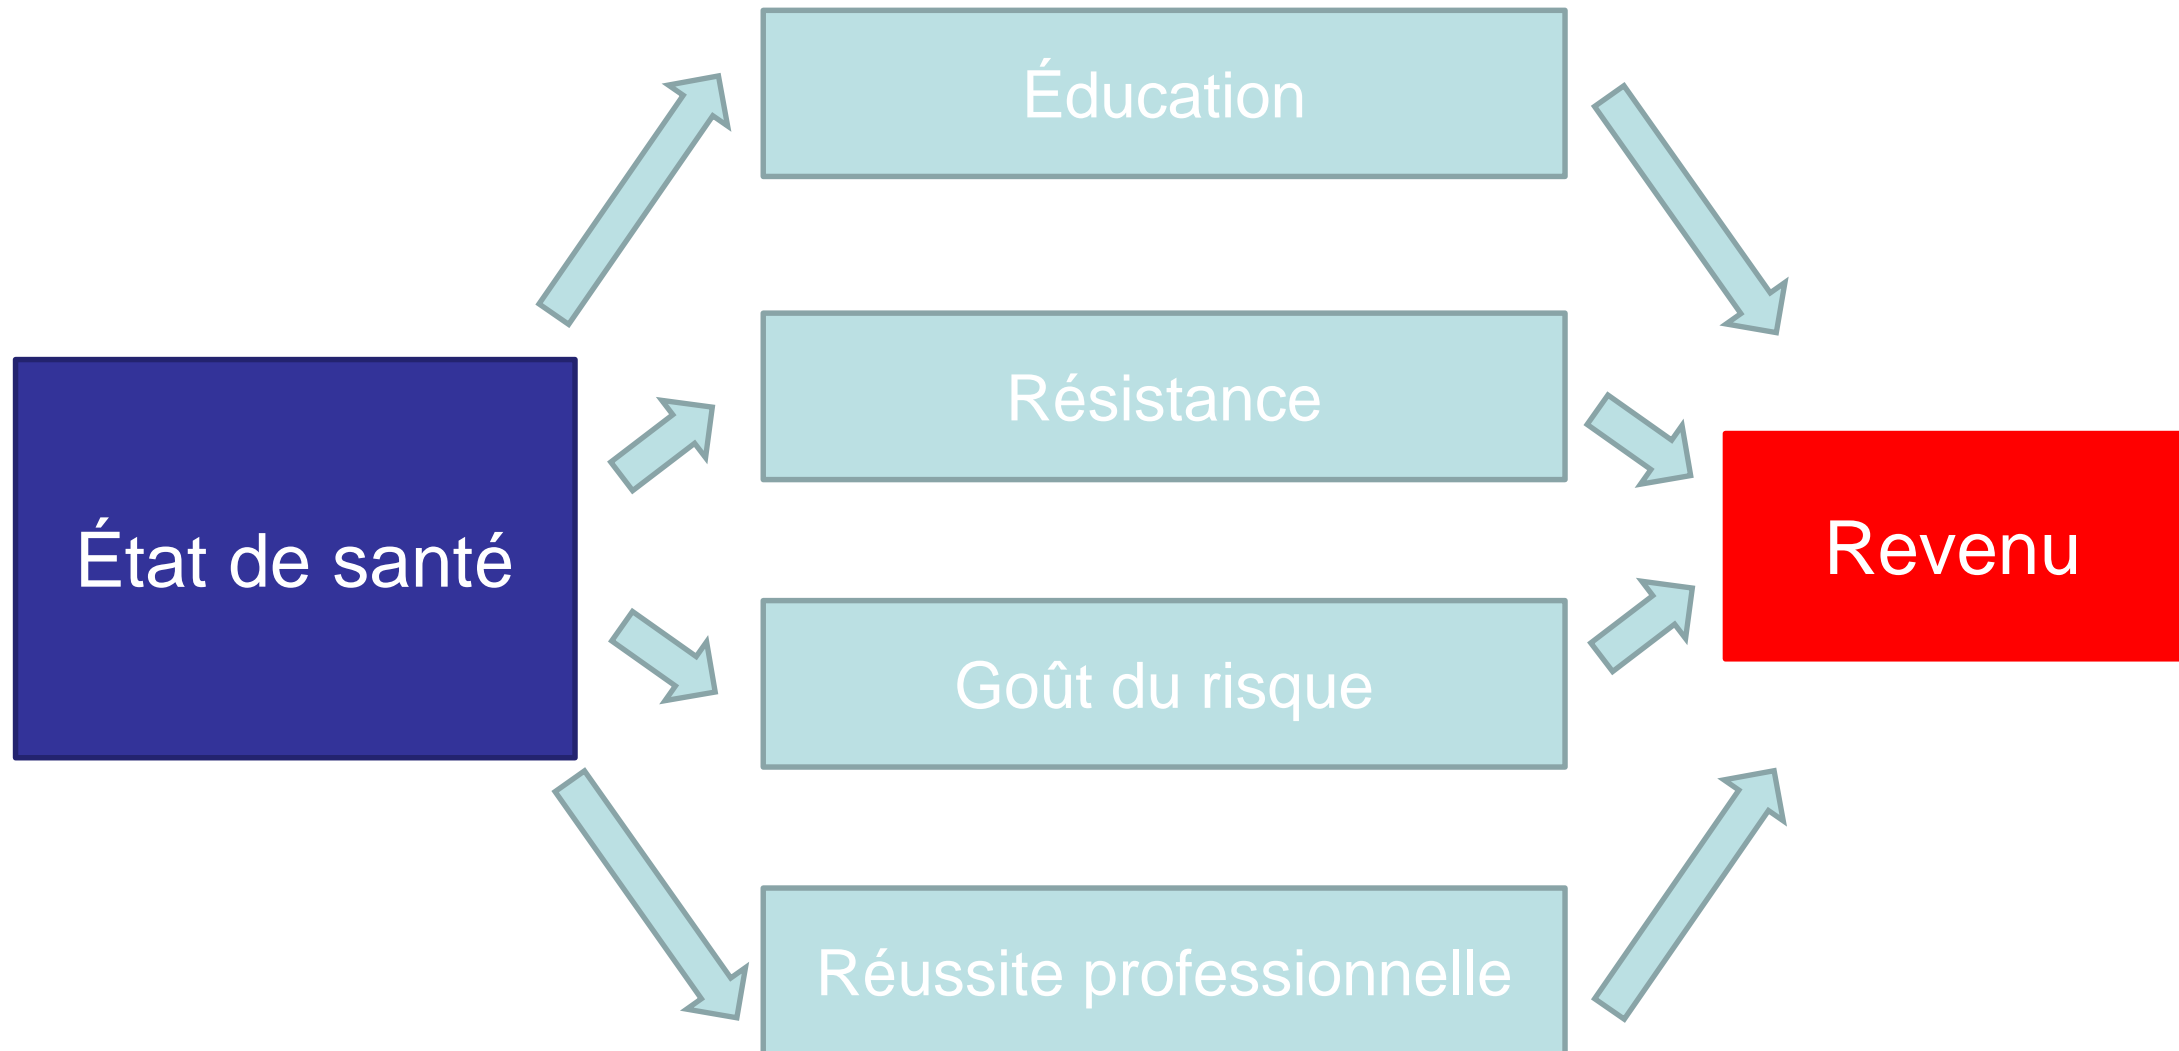 Éducation
Résistance
État de santé
Revenu
Goût du risque
Réussite professionnelle